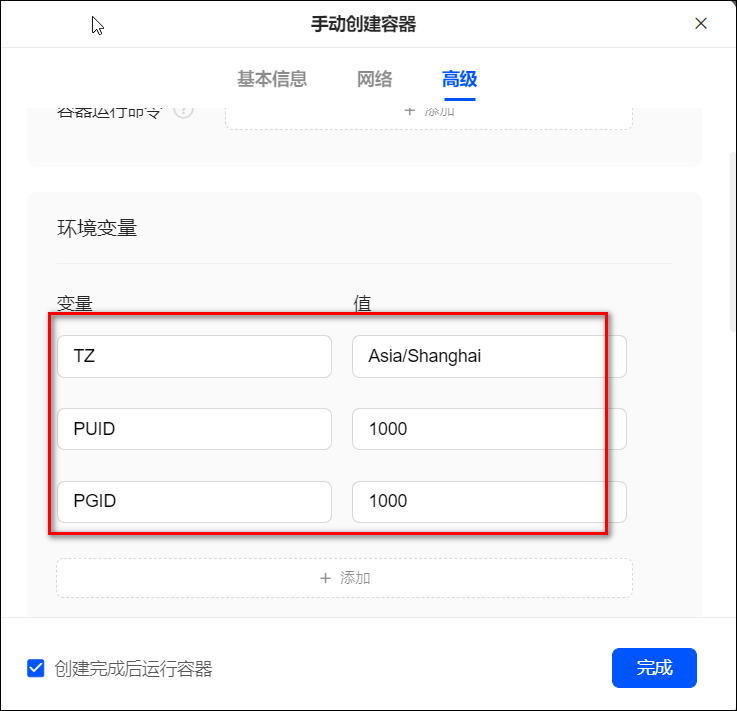 手动创建容器
基本信息 网络 高级
容器运行命令 ? + 添加
环境变量
变量 值
TZ Asia/Shanghai
PUID 1000
PGID 1000
+ 添加
创建完成后运行容器 完成